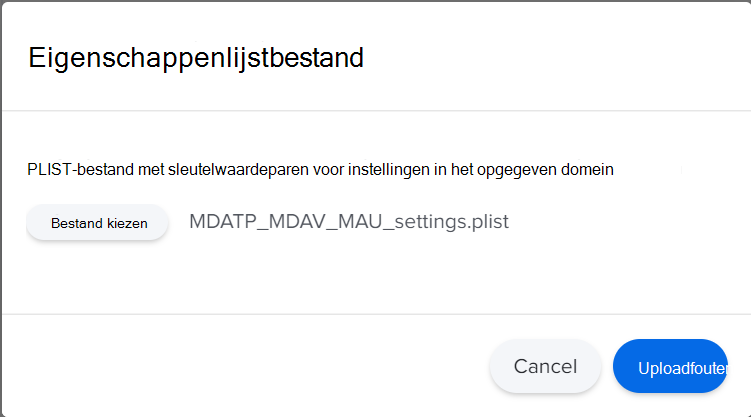 Eigenschappenlijstbestand
PLIST-bestand met sleutelwaardeparen voor instellingen in het opgegeven domein
Bestand kiezen MDATP_MDAV_MAU_settings.plist
Cancel Uploadfouten